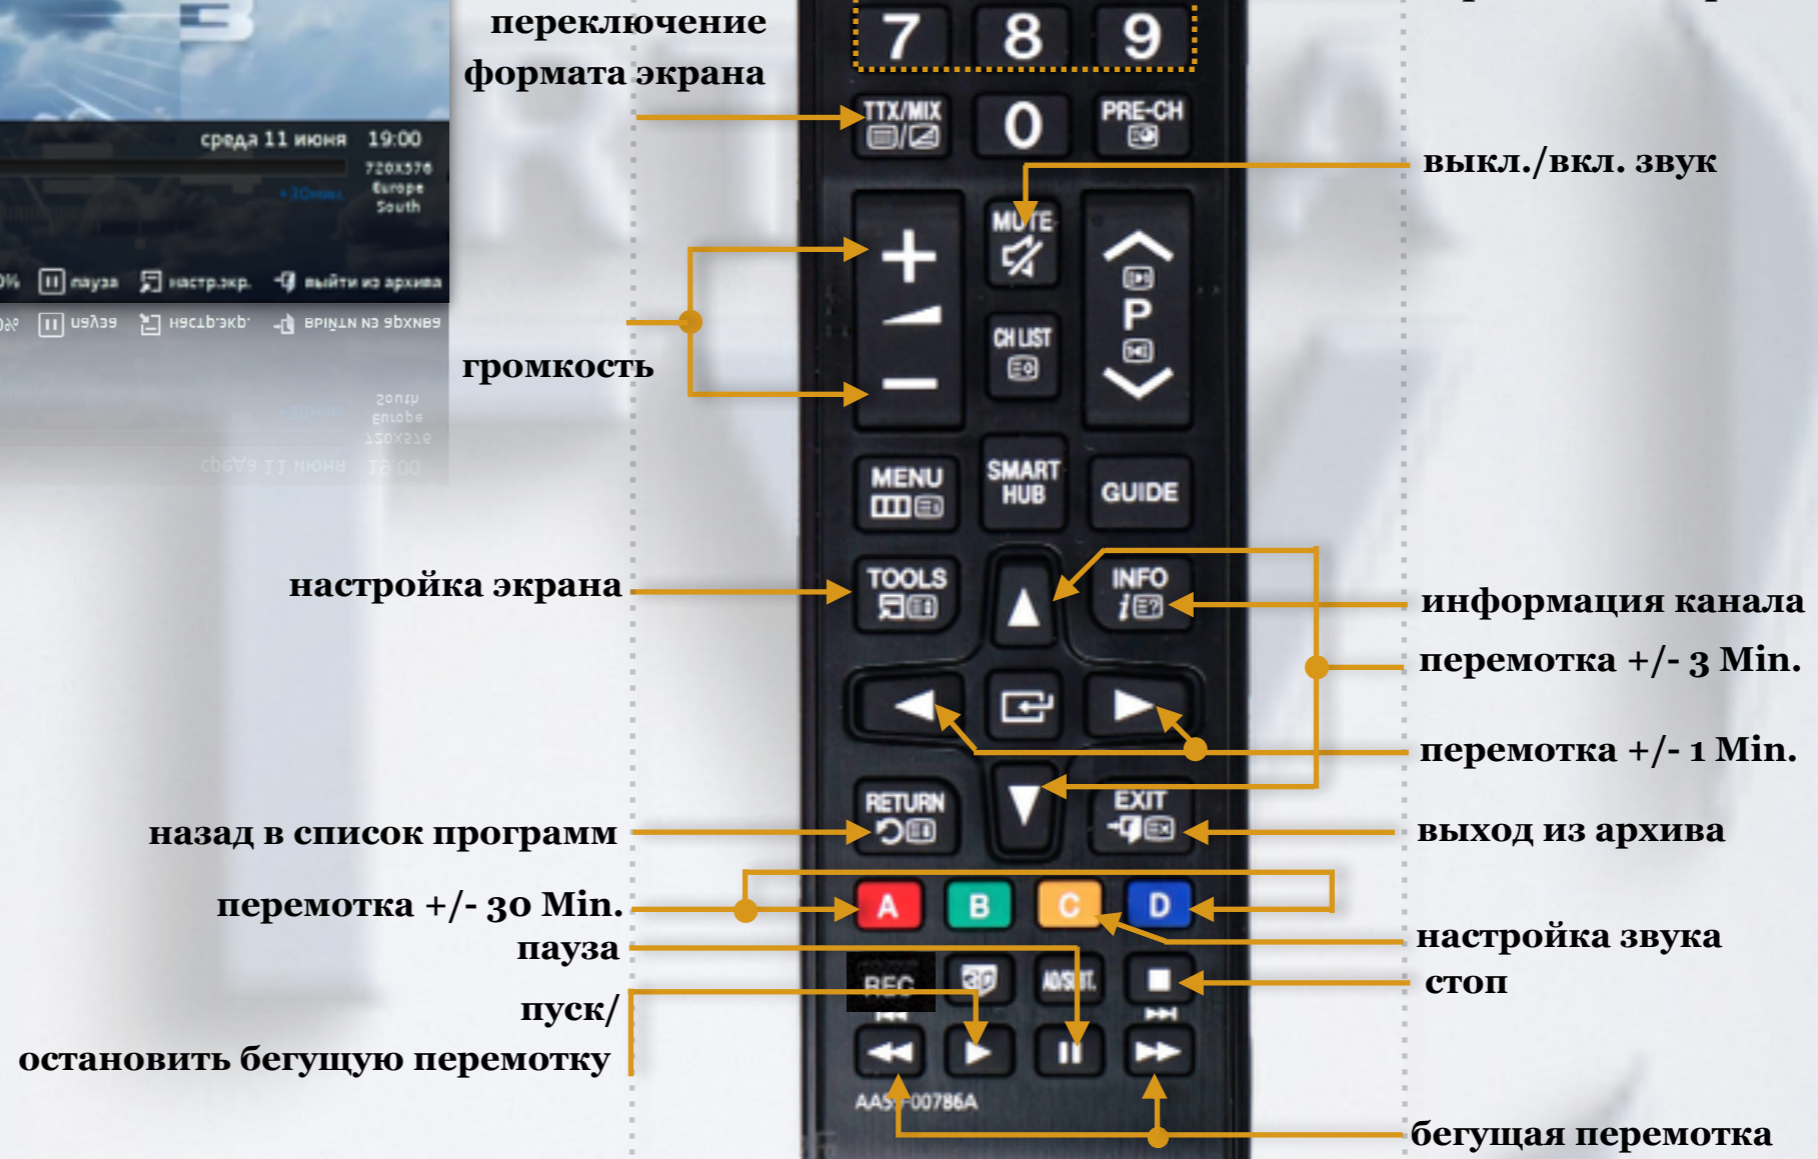 переключение
формата экрана
7 8 9
TTX/MIX 0 PRE-CH
среда 11 июня 19:00
720X576
+30мин. Europe
South
выкл./вкл. звук
MUTE
P
CH LIST
0% пауза настр.экр. выйти из архива
громкость
MENU SMART HUB GUIDE
настройка экрана
TOOLS INFO
информация канала
перемотка +/- 3 Min.
перемотка +/- 1 Min.
RETURN EXIT
назад в список программ
выход из архива
перемотка +/- 30 Min.
A B C D
пауза
настройка звука
REC 3D AD/SUBT.
стоп
пуск/
остановить бегущую перемотку
бегущая перемотка